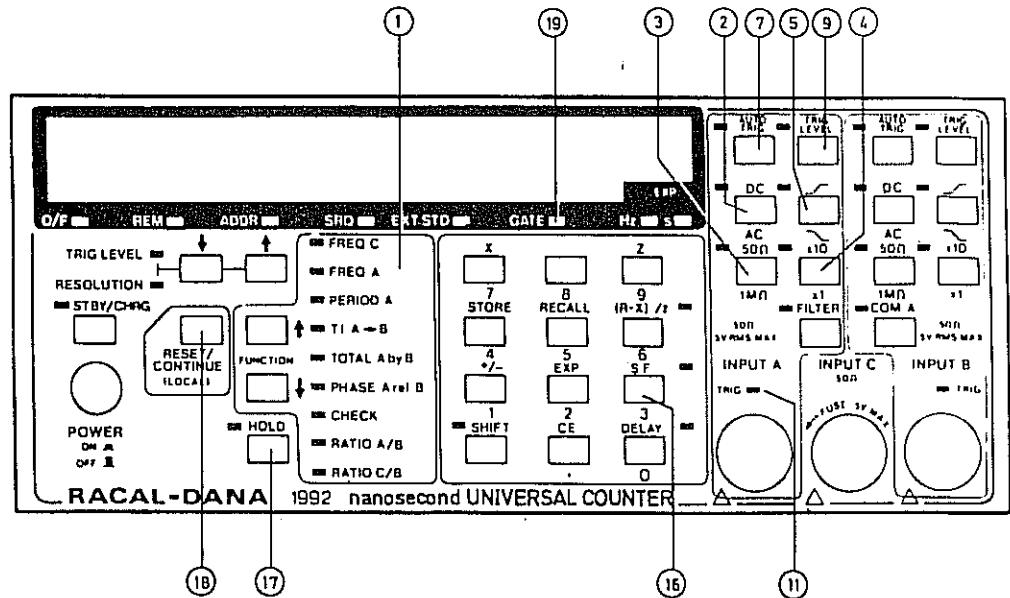 3 2 7 5 9 4
1 19
AUTO TRIG TRIG LEVEL AUTO TRIG TRIG LEVEL
EXP
DC DC
O/F REM ADDR SRQ EXT.STD GATE Hz s
AC 50Ω x10 AC 50Ω x10
1MΩ x1 1MΩ x1
FILTER COM A
50Ω 5V RMS MAX 50Ω 5V RMS MAX
INPUT A INPUT C 50Ω INPUT B
TRIG FUSE 5V MAX TRIG
TRIG LEVEL
RESOLUTION
STBY/CHRG
RESET/
CONTINUE
(LOCAL)
FUNCTION
HOLD
POWER
ON
OFF
FREQ C
FREQ A
PERIOD A
TI A→B
TOTAL A by B
PHASE A rel B
CHECK
RATIO A/B
RATIO C/B
X Z
7 8 9
STORE RECALL (R-X)/Z
4 5 6
+/- EXP SF
1 2 3
SHIFT CE DELAY
. 0
RACAL-DANA 1992 nanosecond UNIVERSAL COUNTER
18 17 16 11